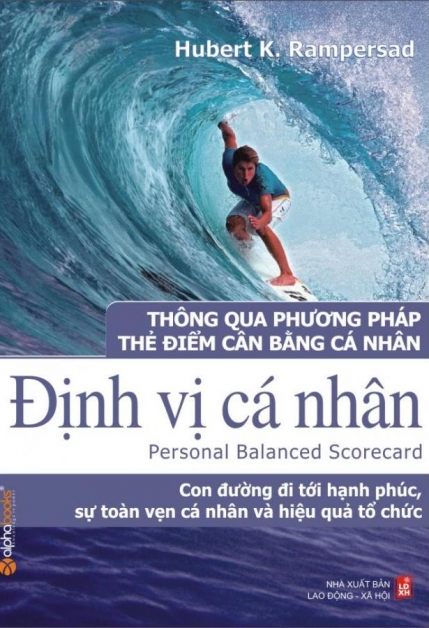 Hubert K. Rampersad
THÔNG QUA PHƯƠNG PHÁP
THẺ ĐIỂM CÂN BẰNG CÁ NHÂN
Định vị cá nhân
Personal Balanced Scorecard
Con đường đi tới hạnh phúc,
sự toàn vẹn cá nhân và hiệu quả tổ chức
alphabooks®
NHÀ XUẤT BẢN
LAO ĐỘNG - XÃ HỘI
LĐ
XH